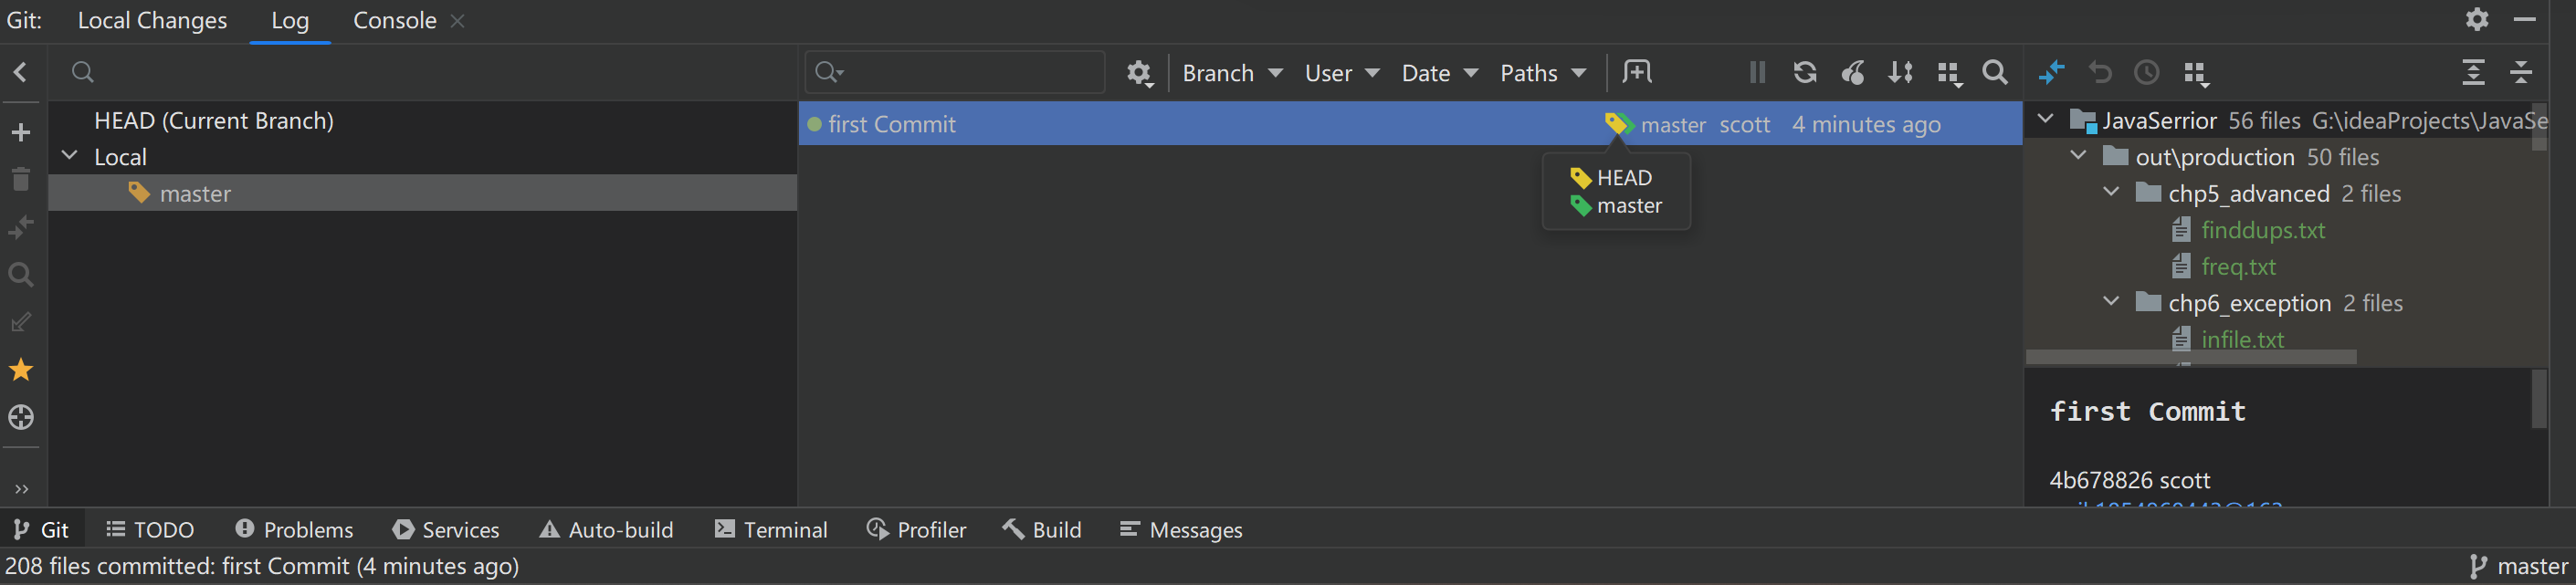 Git: Local Changes Log Console
Branch User Date Paths
HEAD (Current Branch)
Local
master
first Commit master scott 4 minutes ago
HEAD
master
JavaSerrior 56 files G:\ideaProjects\JavaSe
out\production 50 files
chp5_advanced 2 files
finddups.txt
freq.txt
chp6_exception 2 files
infile.txt
first Commit
4b678826 scott
Git TODO Problems Services Auto-build Terminal Profiler Build Messages
208 files committed: first Commit (4 minutes ago) master